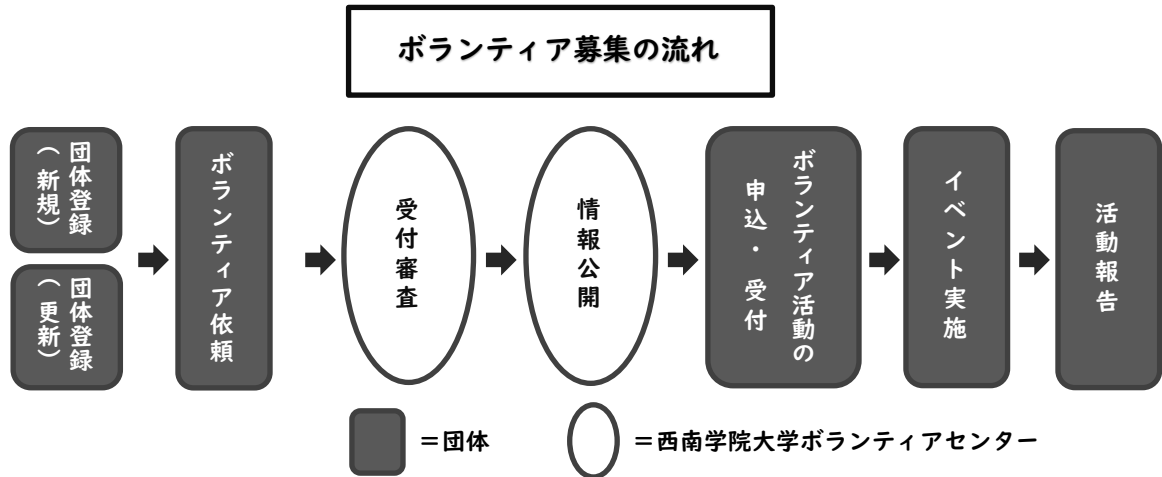 ボランティア募集の流れ
団体登録
（新規）
団体登録
（更新）
ボランティア依頼
受付審査
情報公開
ボランティア活動の
申込・受付
イベント実施
活動報告
＝団体
＝西南学院大学ボランティアセンター